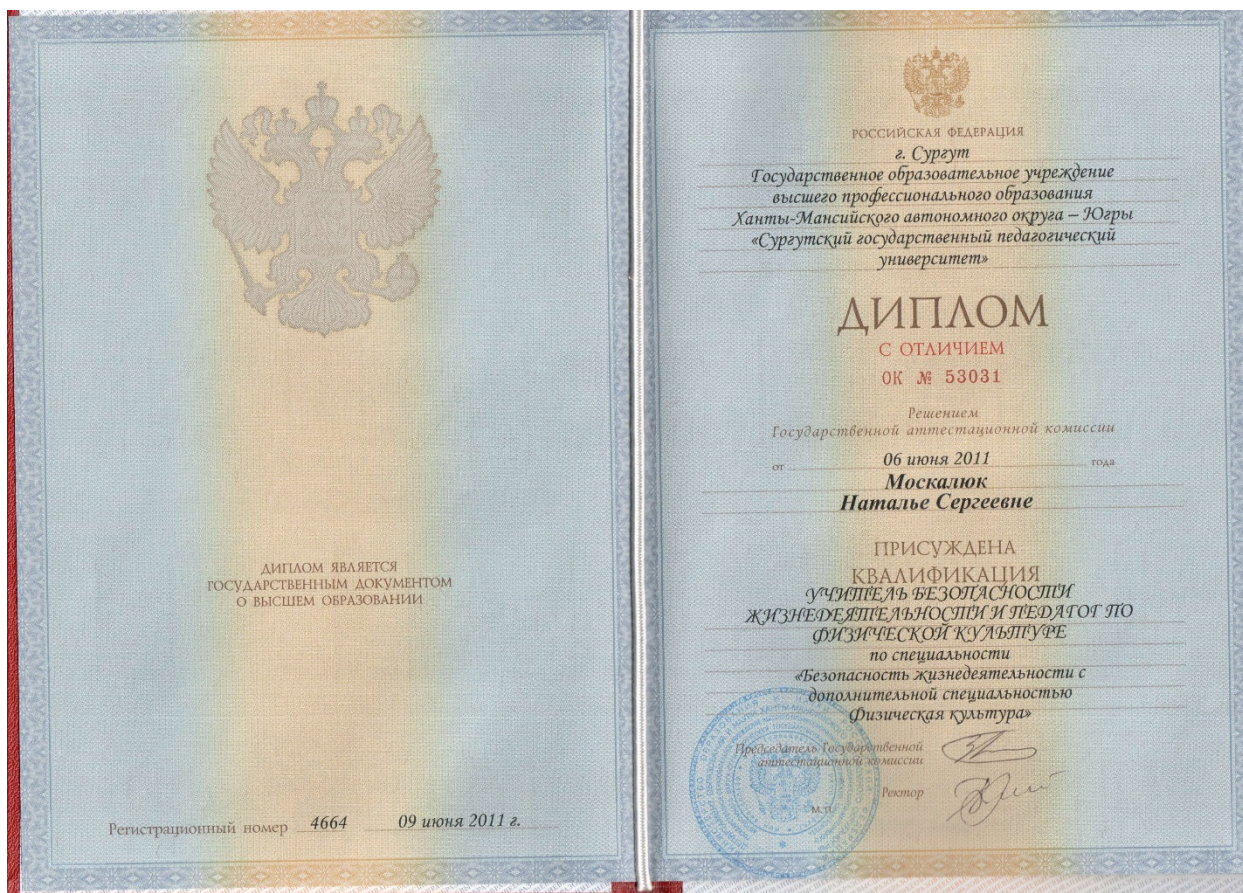 ДИПЛОМ ЯВЛЯЕТСЯ
ГОСУДАРСТВЕННЫМ ДОКУМЕНТОМ
О ВЫСШЕМ ОБРАЗОВАНИИ
Регистрационный номер 4664 09 июня 2011 г.
РОССИЙСКАЯ ФЕДЕРАЦИЯ
г. Сургут
Государственное образовательное учреждение
высшего профессионального образования
Ханты-Мансийского автономного округа – Югры
«Сургутский государственный педагогический
университет»
ДИПЛОМ
С ОТЛИЧИЕМ
ОК № 53031
Решением
Государственной аттестационной комиссии
от 06 июня 2011 года
Москалюк
Наталье Сергеевне
ПРИСУЖДЕНА
КВАЛИФИКАЦИЯ
УЧИТЕЛЬ БЕЗОПАСНОСТИ
ЖИЗНЕДЕЯТЕЛЬНОСТИ И ПЕДАГОГ ПО
ФИЗИЧЕСКОЙ КУЛЬТУРЕ
по специальности
«Безопасность жизнедеятельности с
дополнительной специальностью
Физическая культура»
Председатель Государственной
аттестационной комиссии
Ректор
М.П.